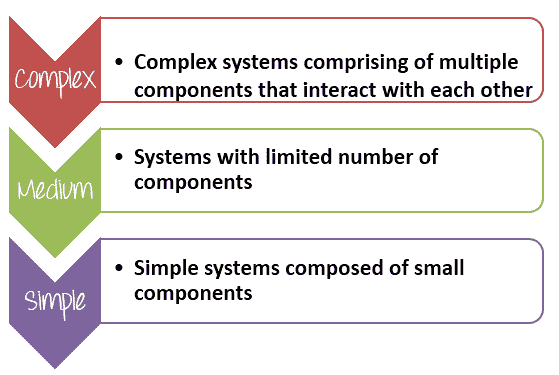 Complex
• Complex systems comprising of multiple
components that interact with each other
Medium
• Systems with limited number of
components
Simple
• Simple systems composed of small
components